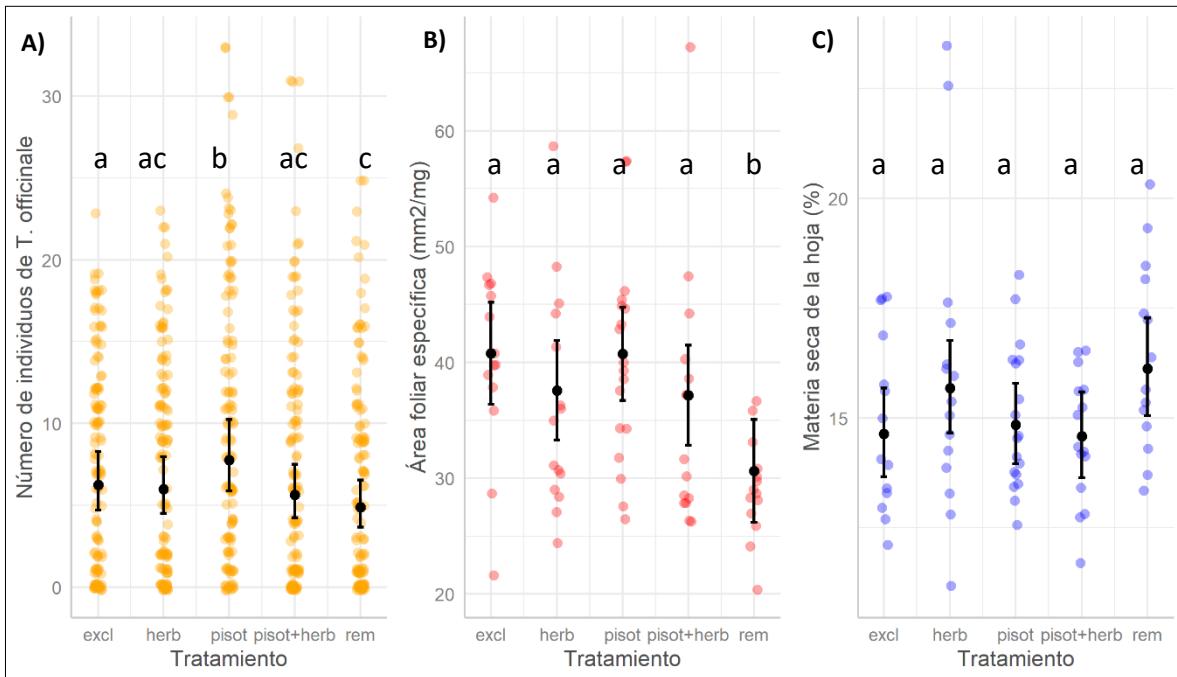 A)
Número de individuos de T. officinale
30
20
10
0
a ac b ac c
excl herb pisot pisot+herb rem
Tratamiento
B)
Área foliar específica (mm2/mg)
60
50
40
30
20
a a a a b
excl herb pisot pisot+herb rem
Tratamiento
C)
Materia seca de la hoja (%)
20
15
a a a a a
excl herb pisot pisot+herb rem
Tratamiento